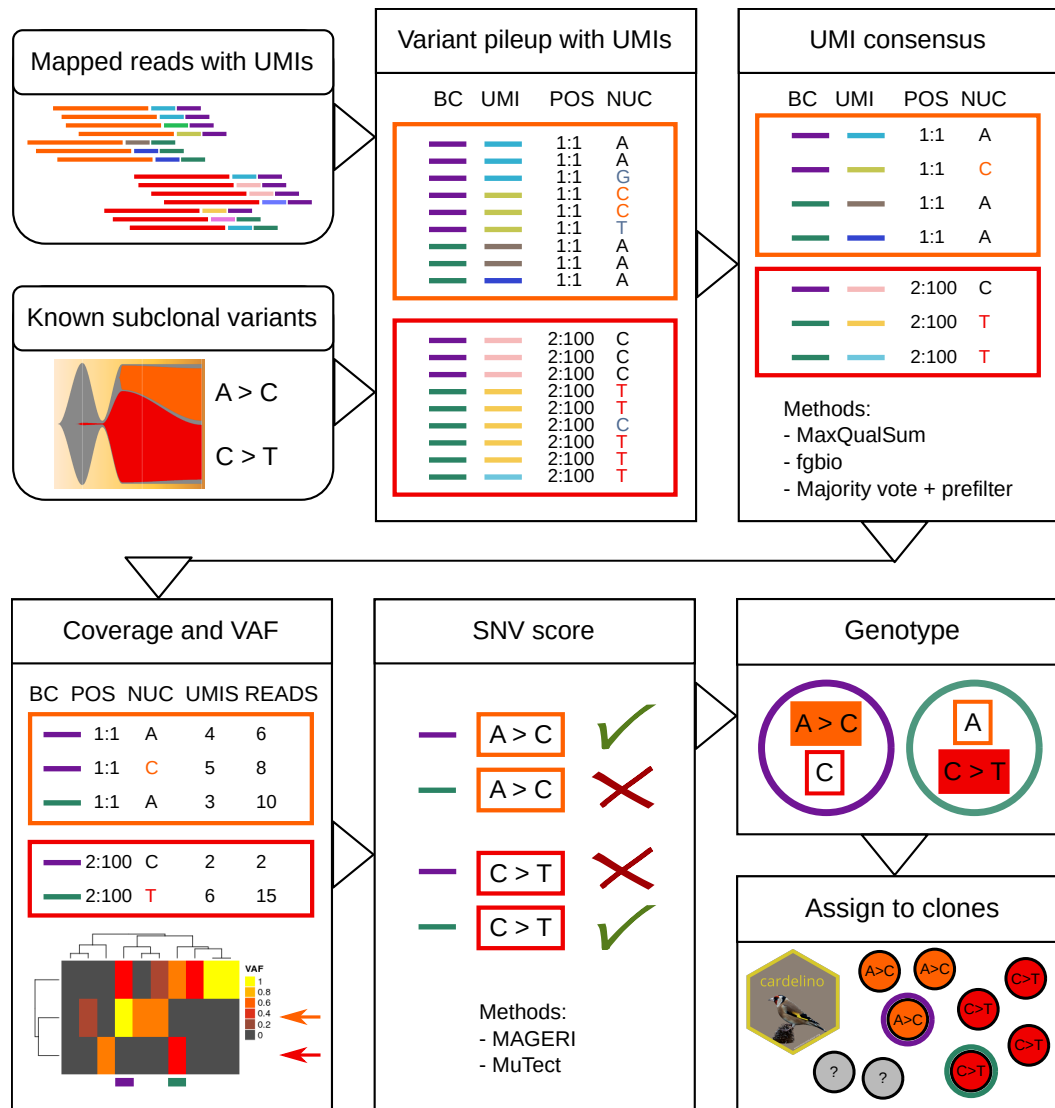 Mapped reads with UMIs
Known subclonal variants
A > C
C > T
Variant pileup with UMIs
BC UMI POS NUC
1:1 A
1:1 A
1:1 G
1:1 C
1:1 C
1:1 T
1:1 A
1:1 A
1:1 A
2:100 C
2:100 C
2:100 C
2:100 T
2:100 T
2:100 C
2:100 T
2:100 T
2:100 T
UMI consensus
BC UMI POS NUC
1:1 A
1:1 C
1:1 A
1:1 A
2:100 C
2:100 T
2:100 T
Methods:
- MaxQualSum
- fgbio
- Majority vote + prefilter
Coverage and VAF
BC POS NUC UMIS READS
1:1 A 4 6
1:1 C 5 8
1:1 A 3 10
2:100 C 2 2
2:100 T 6 15
VAF
1
0.8
0.6
0.4
0.2
0
SNV score
A > C
A > C
C > T
C > T
Methods:
- MAGERI
- MuTect
Genotype
A > C
C
A
C > T
Assign to clones
cardelino
A>C
A>C
A>C
C>T
C>T
C>T
C>T
?
?